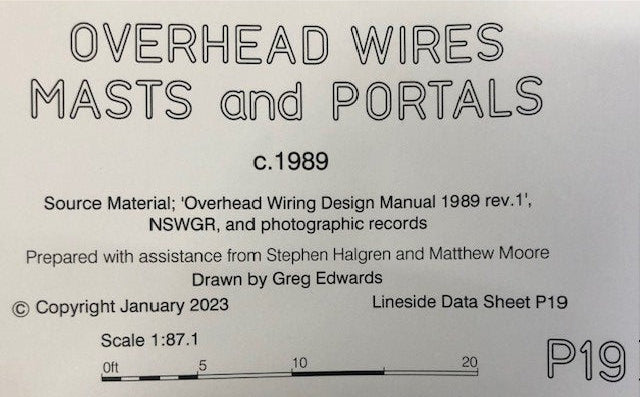 OVERHEAD WIRES
MASTS and PORTALS
c.1989
Source Material; 'Overhead Wiring Design Manual 1989 rev.1',
NSWGR, and photographic records
Prepared with assistance from Stephen Halgren and Matthew Moore
Drawn by Greg Edwards
© Copyright January 2023
Lineside Data Sheet P19
Scale 1:87.1
0ft 5 10 20
P19